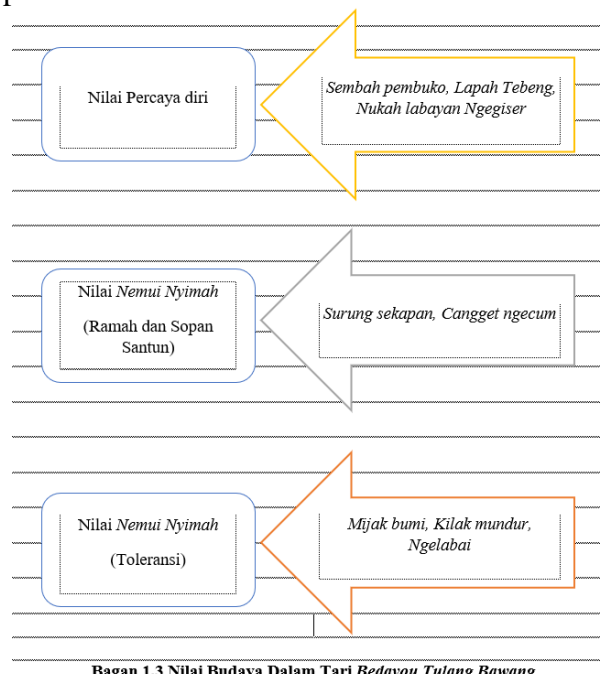 Nilai Percaya diri
Sembah pembuko, Lapah Tebeng,
Nukah labayan Ngegiser
Nilai Nemui Nyimah
(Ramah dan Sopan
Santun)
Surung sekapan, Cangget ngecum
Nilai Nemui Nyimah
(Toleransi)
Mijak bumi, Kilak mundur,
Ngelabai
Bagan 1.3 Nilai Budaya Dalam Tari Bedayou Tulang Bawang